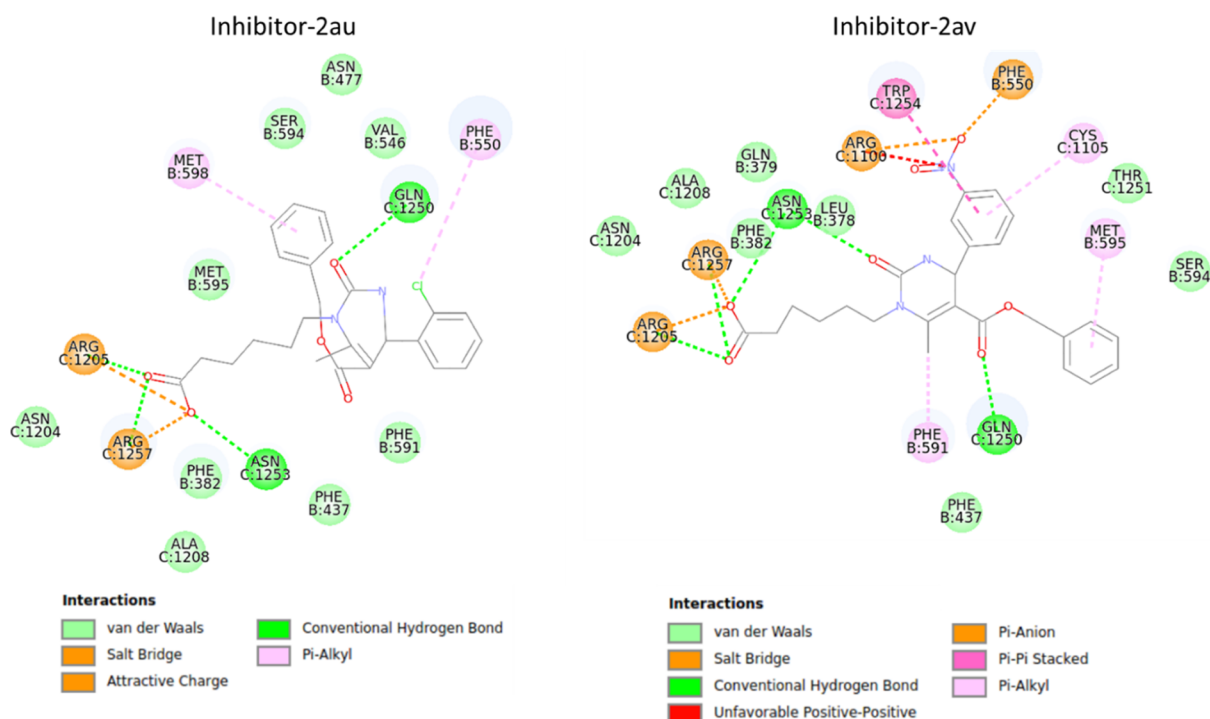 Inhibitor-2au
ASN
B:477
SER
B:594
VAL
B:546
PHE
B:550
MET
B:598
GLN
C:1250
O
N
Cl
MET
B:595
N
O
ARG
C:1205
O
O
O
ASN
C:1204
ARG
C:1257
PHE
B:382
ASN
C:1253
PHE
B:591
PHE
B:437
ALA
C:1208
Interactions
van der Waals
Salt Bridge
Attractive Charge
Conventional Hydrogen Bond
Pi-Alkyl
Inhibitor-2av
PHE
B:550
TRP
C:1254
ARG
C:1100
O
O
N
CYS
C:1105
THR
C:1251
GLN
B:379
ALA
C:1208
ASN
C:1253
LEU
B:378
ASN
C:1204
PHE
B:382
MET
B:595
SER
B:594
ARG
C:1257
O
N
N
O
O
O
O
ARG
C:1205
PHE
B:591
GLN
C:1250
PHE
B:437
Interactions
van der Waals
Salt Bridge
Conventional Hydrogen Bond
Unfavorable Positive-Positive
Pi-Anion
Pi-Pi Stacked
Pi-Alkyl